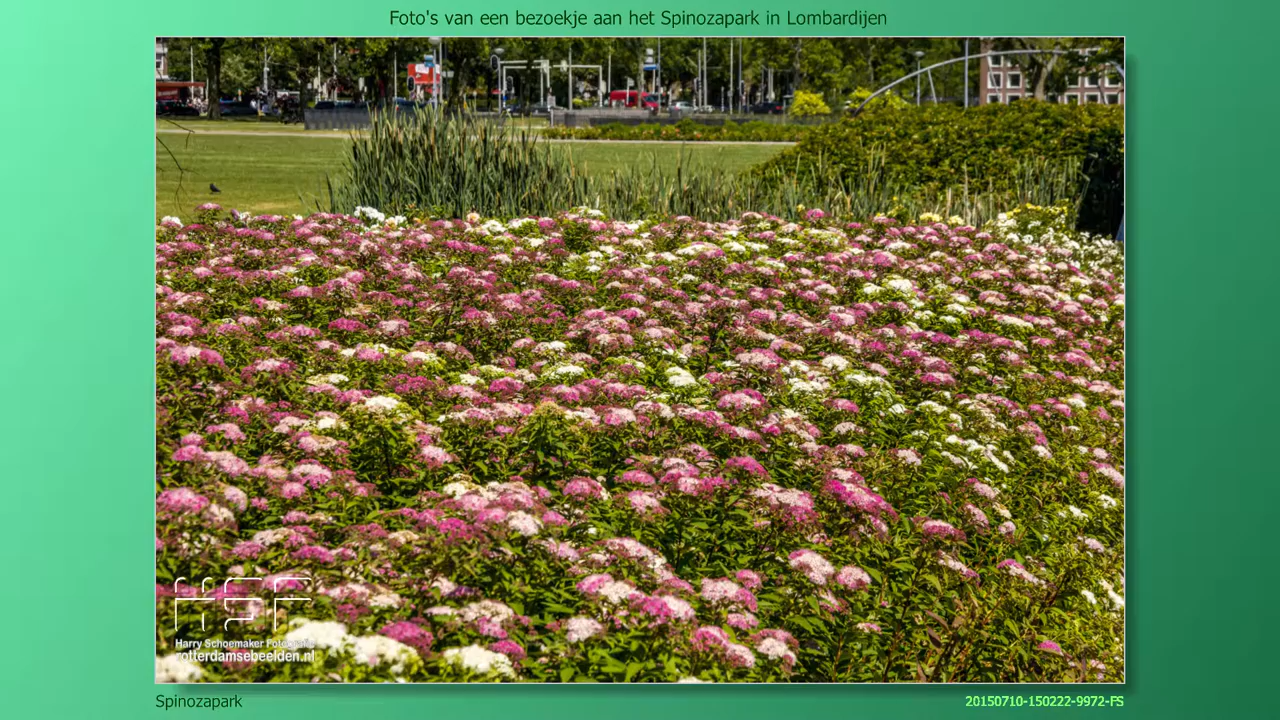 Foto's van een bezoekje aan het Spinozapark in Lombardijen
HSF
Harry Schoemaker Fotografie
rotterdamsebeelden.nl
Spinozapark
20150710-150222-9972-FS